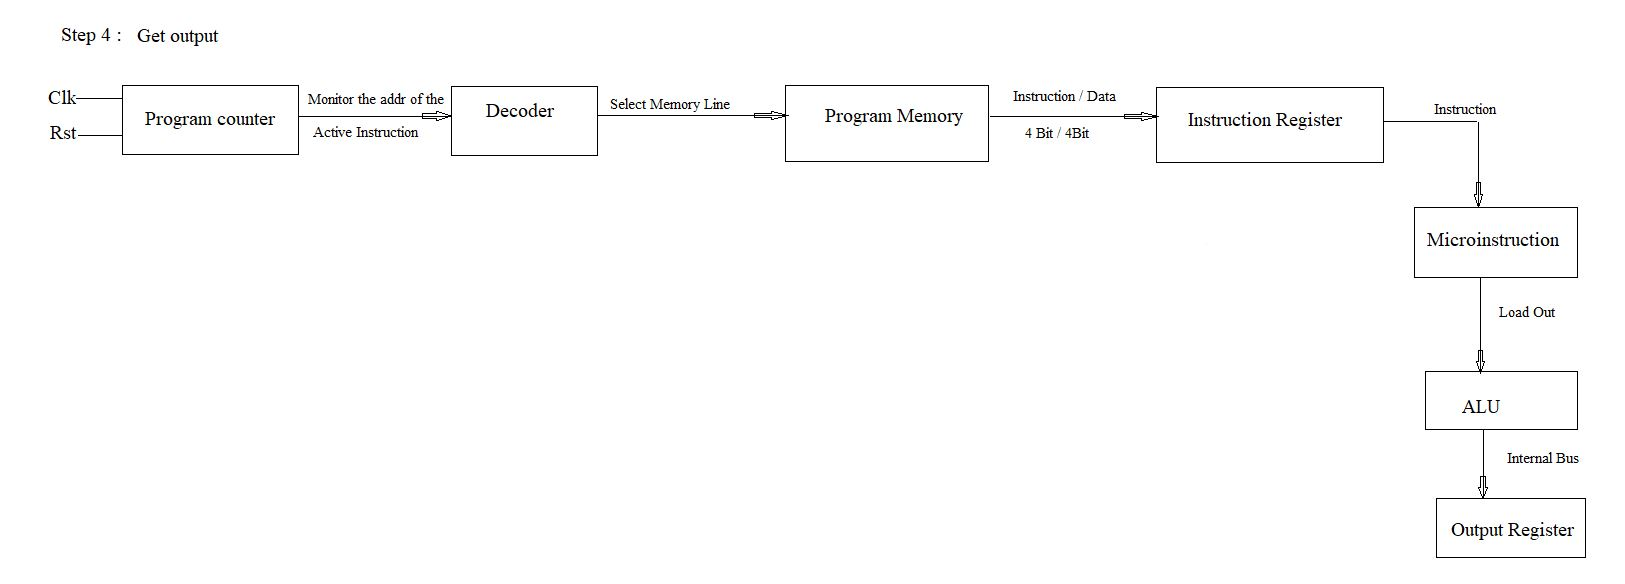 Step 4 :   Get output
Clk
Rst
Program counter
Monitor the addr of the
Active Instruction
Decoder
Select Memory Line
Program Memory
Instruction / Data
4 Bit / 4Bit
Instruction Register
Instruction
Microinstruction
Load Out
ALU
Internal Bus
Output Register